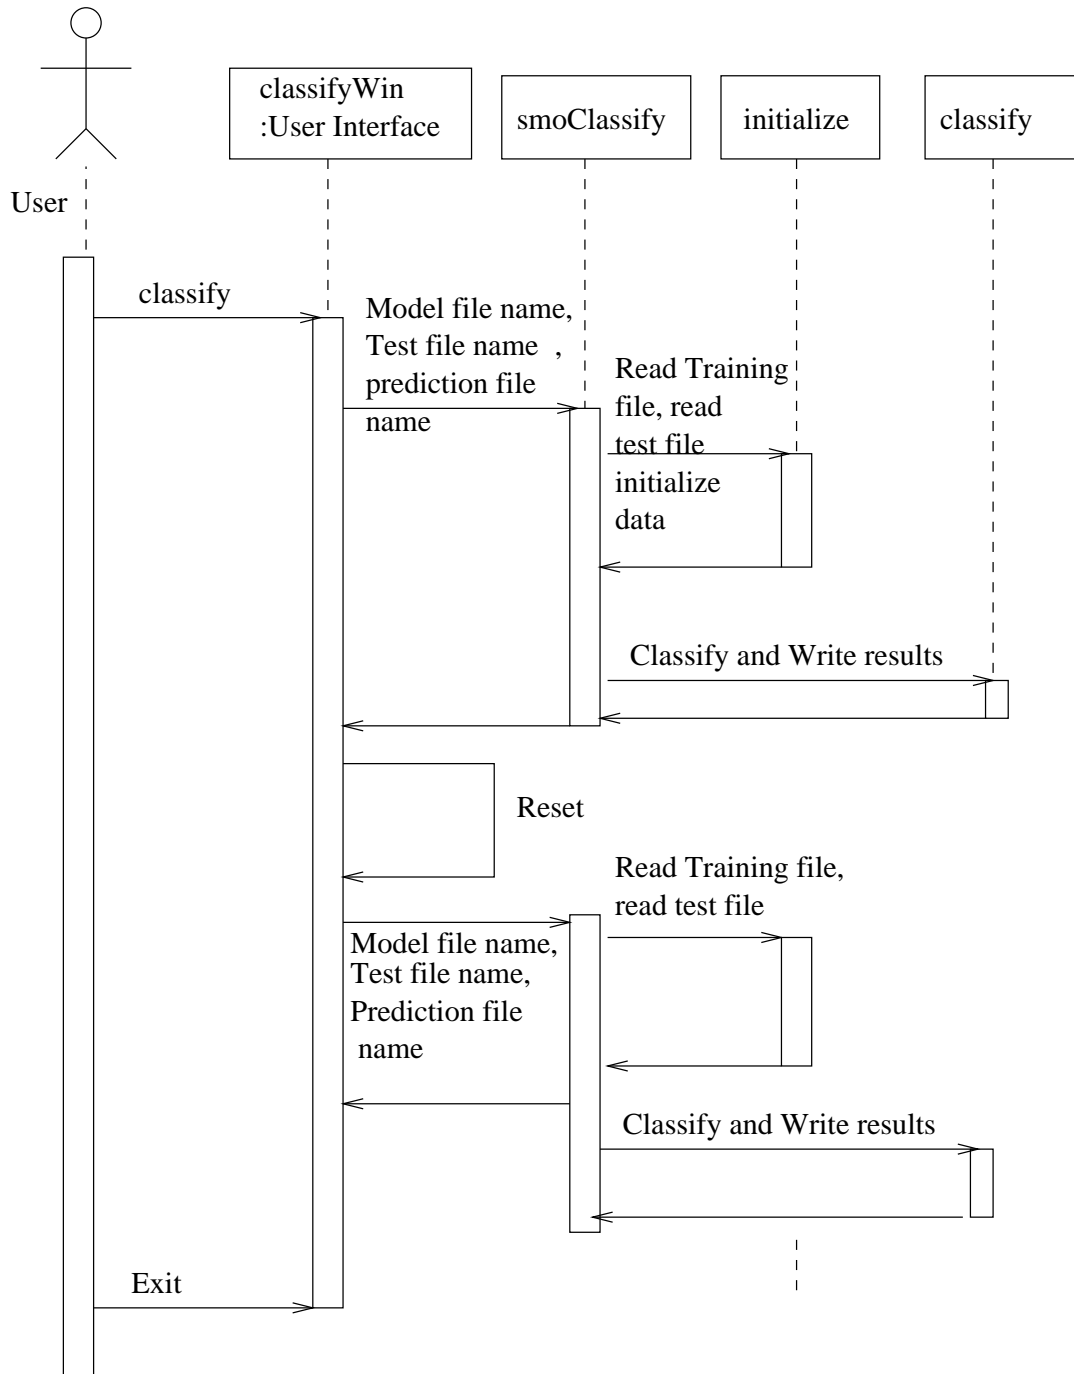 classifyWin
:User Interface
smoClassify
initialize
classify
User
classify
Model file name,
Test file name ,
prediction file
name
Read Training
file, read
test file
initialize
data
Classify and Write results
Reset
Read Training file,
read test file
Model file name,
Test file name,
Prediction file
name
Classify and Write results
Exit